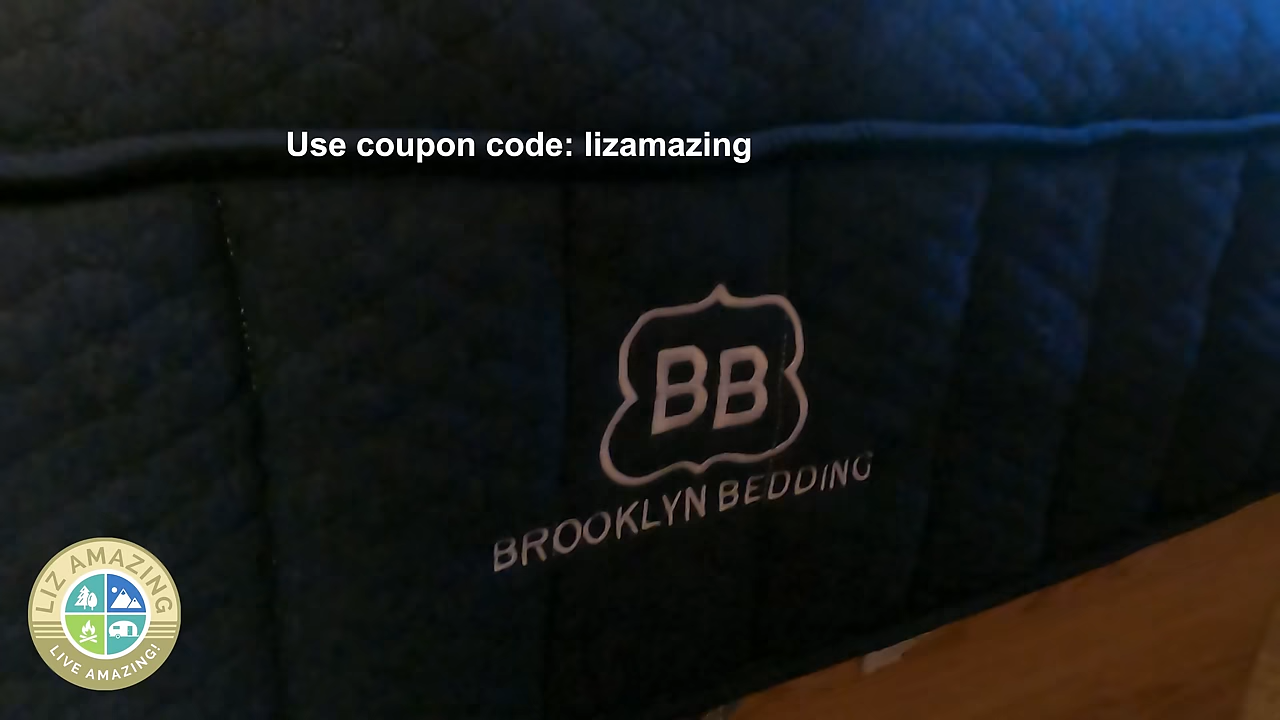 Use coupon code: lizamazing
BB
BROOKLYN BEDDING
LIZ AMAZING
LIVE AMAZING!